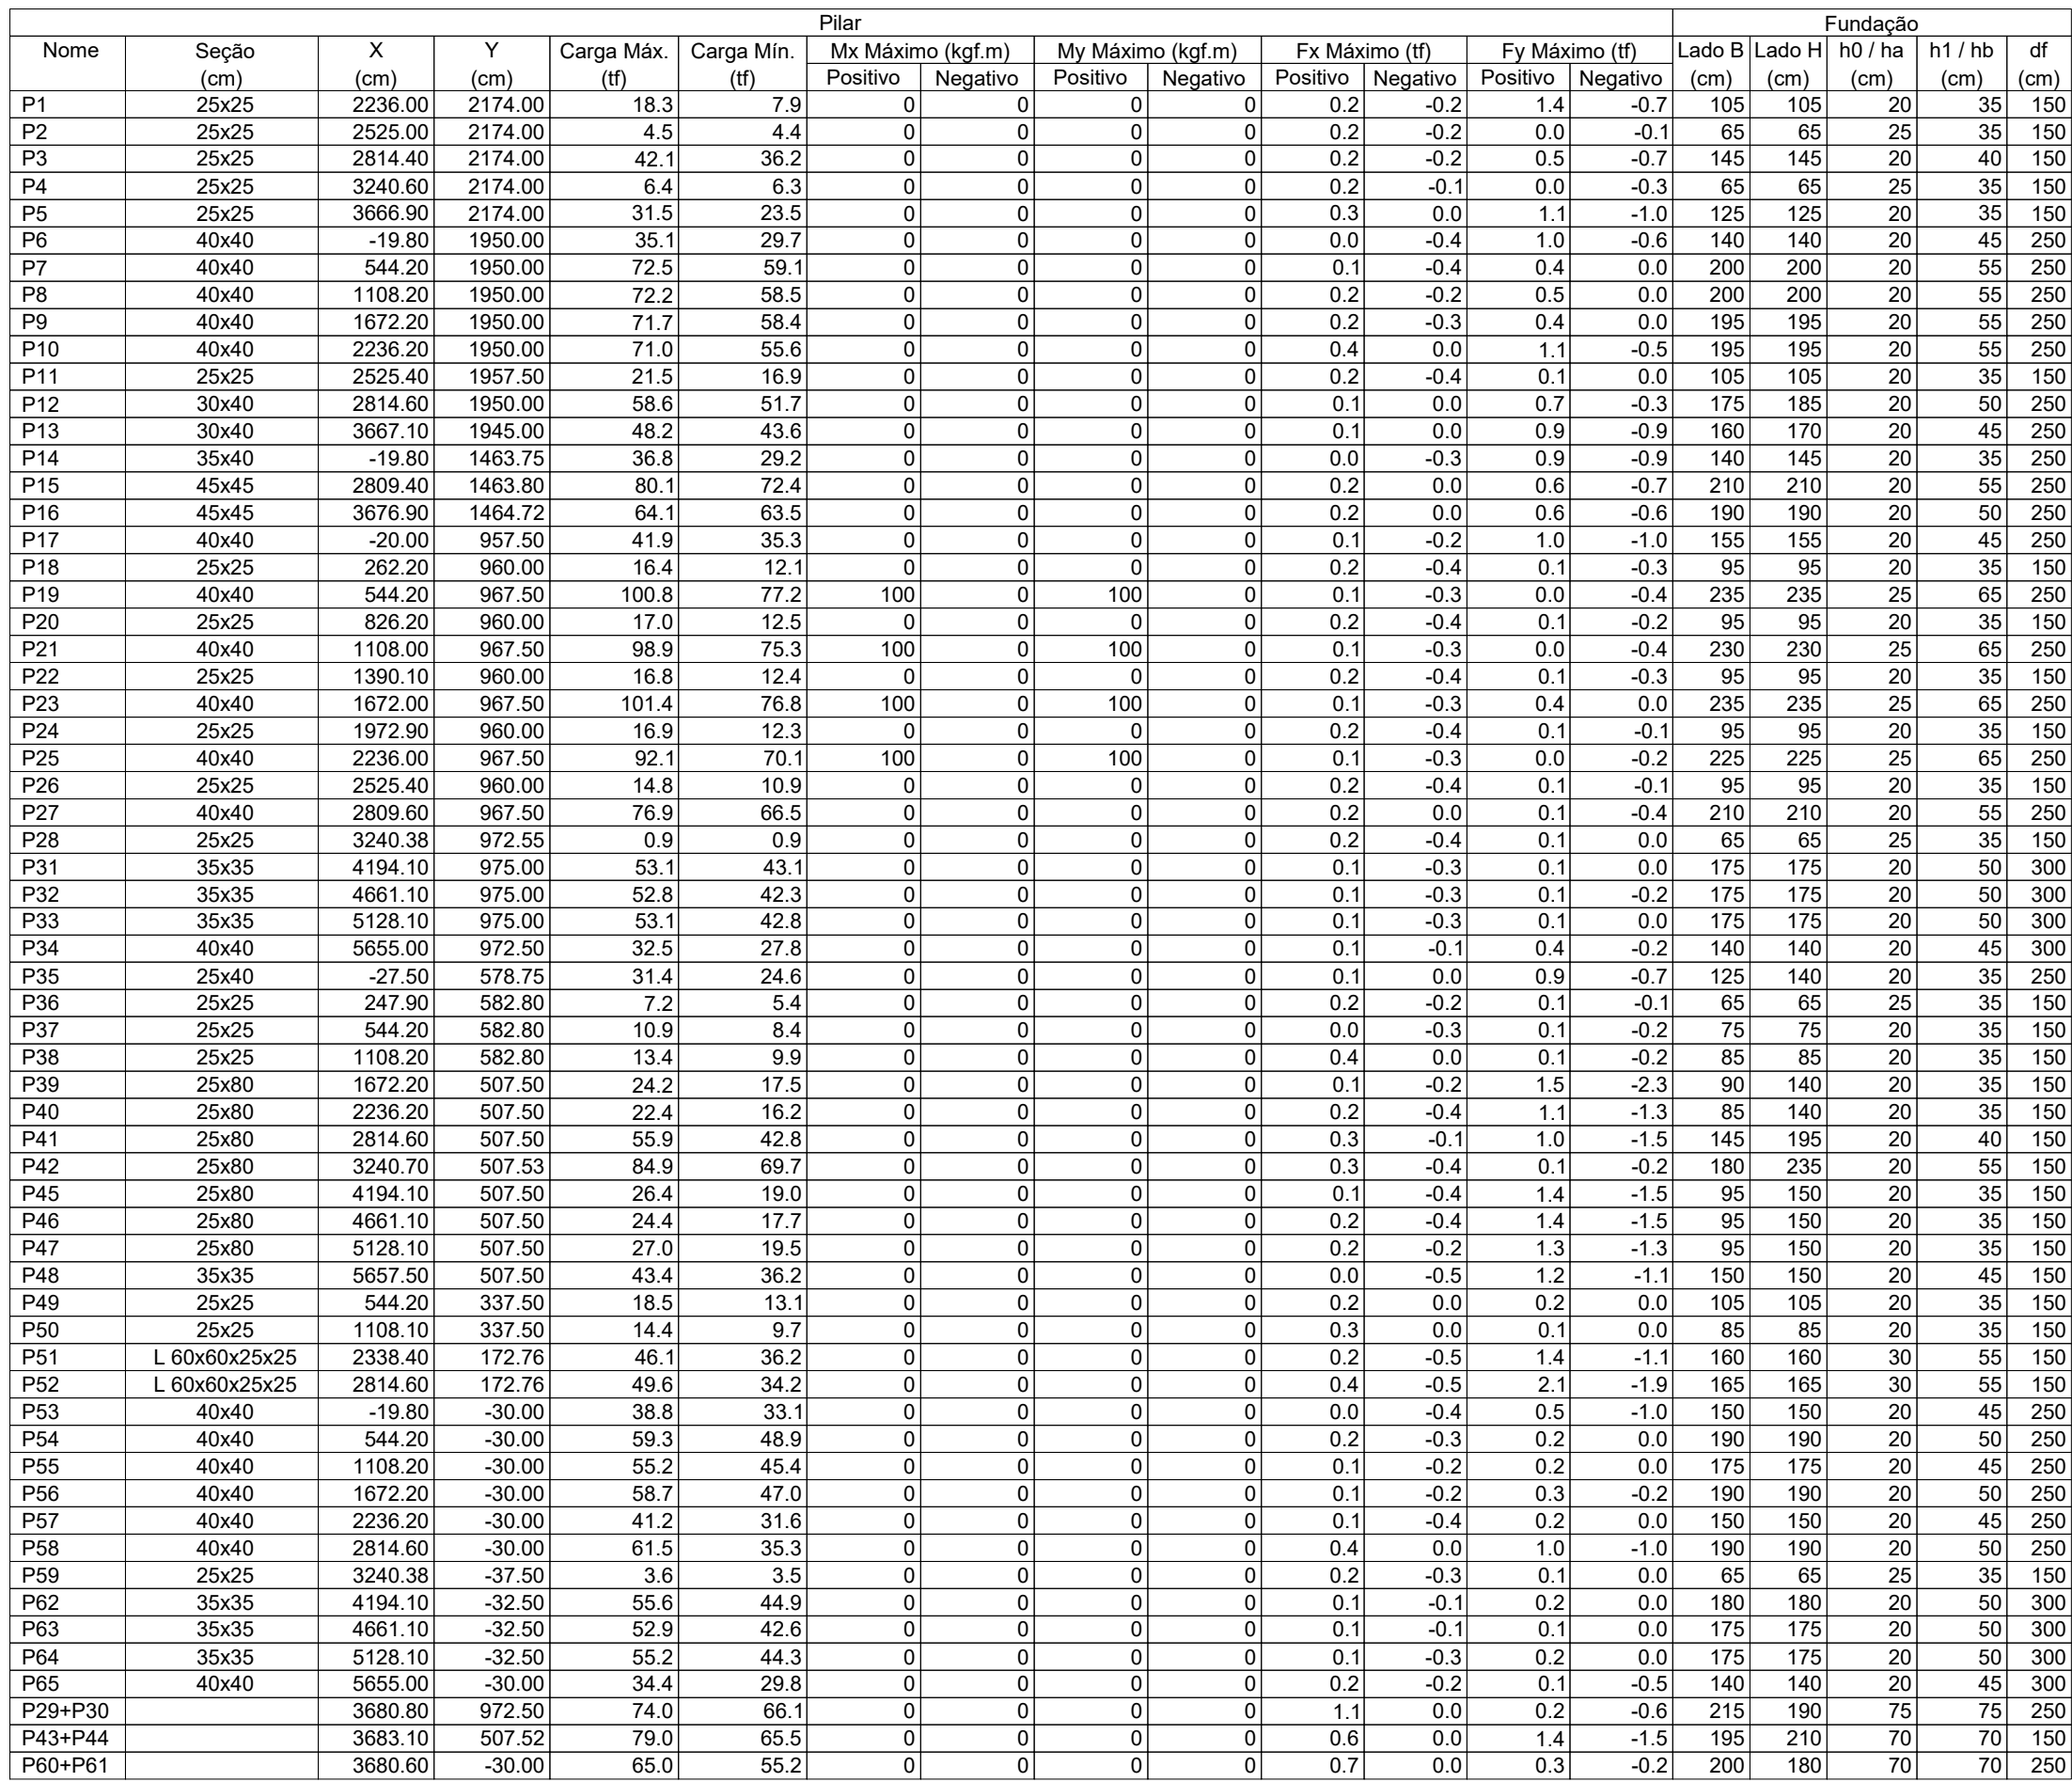 Pilar Fundação
Nome Seção X Y Carga Máx. Carga Mín. Mx Máximo (kgf.m) My Máximo (kgf.m) Fx Máximo (tf) Fy Máximo (tf) Lado B Lado H h0 / ha h1 / hb df
(cm) (cm) (cm) (tf) (tf) Positivo Negativo Positivo Negativo Positivo Negativo Positivo Negativo (cm) (cm) (cm) (cm) (cm)
P1 25x25 2236.00 2174.00 18.3 7.9 0 0 0 0 0.2 -0.2 1.4 -0.7 105 105 20 35 150
P2 25x25 2525.00 2174.00 4.5 4.4 0 0 0 0 0.2 -0.2 0.0 -0.1 65 65 25 35 150
P3 25x25 2814.40 2174.00 42.1 36.2 0 0 0 0 0.2 -0.2 0.5 -0.7 145 145 20 40 150
P4 25x25 3240.60 2174.00 6.4 6.3 0 0 0 0 0.2 -0.1 0.0 -0.3 65 65 25 35 150
P5 25x25 3666.90 2174.00 31.5 23.5 0 0 0 0 0.3 0.0 1.1 -1.0 125 125 20 35 150
P6 40x40 -19.80 1950.00 35.1 29.7 0 0 0 0 0.0 -0.4 1.0 -0.6 140 140 20 45 250
P7 40x40 544.20 1950.00 72.5 59.1 0 0 0 0 0.1 -0.4 0.4 0.0 200 200 20 55 250
P8 40x40 1108.20 1950.00 72.2 58.5 0 0 0 0 0.2 -0.2 0.5 0.0 200 200 20 55 250
P9 40x40 1672.20 1950.00 71.7 58.4 0 0 0 0 0.2 -0.3 0.4 0.0 195 195 20 55 250
P10 40x40 2236.20 1950.00 71.0 55.6 0 0 0 0 0.4 0.0 1.1 -0.5 195 195 20 55 250
P11 25x25 2525.40 1957.50 21.5 16.9 0 0 0 0 0.2 -0.4 0.1 0.0 105 105 20 35 150
P12 30x40 2814.60 1950.00 58.6 51.7 0 0 0 0 0.1 0.0 0.7 -0.3 175 185 20 50 250
P13 30x40 3667.10 1945.00 48.2 43.6 0 0 0 0 0.1 0.0 0.9 -0.9 160 170 20 45 250
P14 35x40 -19.80 1463.75 36.8 29.2 0 0 0 0 0.0 -0.3 0.9 -0.9 140 145 20 35 250
P15 45x45 2809.40 1463.80 80.1 72.4 0 0 0 0 0.2 0.0 0.6 -0.7 210 210 20 55 250
P16 45x45 3676.90 1464.72 64.1 63.5 0 0 0 0 0.2 0.0 0.6 -0.6 190 190 20 50 250
P17 40x40 -20.00 957.50 41.9 35.3 0 0 0 0 0.1 -0.2 1.0 -1.0 155 155 20 45 250
P18 25x25 262.20 960.00 16.4 12.1 0 0 0 0 0.2 -0.4 0.1 -0.3 95 95 20 35 150
P19 40x40 544.20 967.50 100.8 77.2 100 0 100 0 0.1 -0.3 0.0 -0.4 235 235 25 65 250
P20 25x25 826.20 960.00 17.0 12.5 0 0 0 0 0.2 -0.4 0.1 -0.2 95 95 20 35 150
P21 40x40 1108.00 967.50 98.9 75.3 100 0 100 0 0.1 -0.3 0.0 -0.4 230 230 25 65 250
P22 25x25 1390.10 960.00 16.8 12.4 0 0 0 0 0.2 -0.4 0.1 -0.3 95 95 20 35 150
P23 40x40 1672.00 967.50 101.4 76.8 100 0 100 0 0.1 -0.3 0.4 0.0 235 235 25 65 250
P24 25x25 1972.90 960.00 16.9 12.3 0 0 0 0 0.2 -0.4 0.1 -0.1 95 95 20 35 150
P25 40x40 2236.00 967.50 92.1 70.1 100 0 100 0 0.1 -0.3 0.0 -0.2 225 225 25 65 250
P26 25x25 2525.40 960.00 14.8 10.9 0 0 0 0 0.2 -0.4 0.1 -0.1 95 95 20 35 150
P27 40x40 2809.60 967.50 76.9 66.5 0 0 0 0 0.2 0.0 0.1 -0.4 210 210 20 55 250
P28 25x25 3240.38 972.55 0.9 0.9 0 0 0 0 0.2 -0.4 0.1 0.0 65 65 25 35 150
P31 35x35 4194.10 975.00 53.1 43.1 0 0 0 0 0.1 -0.3 0.1 0.0 175 175 20 50 300
P32 35x35 4661.10 975.00 52.8 42.3 0 0 0 0 0.1 -0.3 0.1 -0.2 175 175 20 50 300
P33 35x35 5128.10 975.00 53.1 42.8 0 0 0 0 0.1 -0.3 0.1 0.0 175 175 20 50 300
P34 40x40 5655.00 972.50 32.5 27.8 0 0 0 0 0.1 -0.1 0.4 -0.2 140 140 20 45 300
P35 25x40 -27.50 578.75 31.4 24.6 0 0 0 0 0.1 0.0 0.9 -0.7 125 140 20 35 250
P36 25x25 247.90 582.80 7.2 5.4 0 0 0 0 0.2 -0.2 0.1 -0.1 65 65 25 35 150
P37 25x25 544.20 582.80 10.9 8.4 0 0 0 0 0.0 -0.3 0.1 -0.2 75 75 20 35 150
P38 25x25 1108.20 582.80 13.4 9.9 0 0 0 0 0.4 0.0 0.1 -0.2 85 85 20 35 150
P39 25x80 1672.20 507.50 24.2 17.5 0 0 0 0 0.1 -0.2 1.5 -2.3 90 140 20 35 150
P40 25x80 2236.20 507.50 22.4 16.2 0 0 0 0 0.2 -0.4 1.1 -1.3 85 140 20 35 150
P41 25x80 2814.60 507.50 55.9 42.8 0 0 0 0 0.3 -0.1 1.0 -1.5 145 195 20 40 150
P42 25x80 3240.70 507.53 84.9 69.7 0 0 0 0 0.3 -0.4 0.1 -0.2 180 235 20 55 150
P45 25x80 4194.10 507.50 26.4 19.0 0 0 0 0 0.1 -0.4 1.4 -1.5 95 150 20 35 150
P46 25x80 4661.10 507.50 24.4 17.7 0 0 0 0 0.2 -0.4 1.4 -1.5 95 150 20 35 150
P47 25x80 5128.10 507.50 27.0 19.5 0 0 0 0 0.2 -0.2 1.3 -1.3 95 150 20 35 150
P48 35x35 5657.50 507.50 43.4 36.2 0 0 0 0 0.0 -0.5 1.2 -1.1 150 150 20 45 150
P49 25x25 544.20 337.50 18.5 13.1 0 0 0 0 0.2 0.0 0.2 0.0 105 105 20 35 150
P50 25x25 1108.10 337.50 14.4 9.7 0 0 0 0 0.3 0.0 0.1 0.0 85 85 20 35 150
P51 L 60x60x25x25 2338.40 172.76 46.1 36.2 0 0 0 0 0.2 -0.5 1.4 -1.1 160 160 30 55 150
P52 L 60x60x25x25 2814.60 172.76 49.6 34.2 0 0 0 0 0.4 -0.5 2.1 -1.9 165 165 30 55 150
P53 40x40 -19.80 -30.00 38.8 33.1 0 0 0 0 0.0 -0.4 0.5 -1.0 150 150 20 45 250
P54 40x40 544.20 -30.00 59.3 48.9 0 0 0 0 0.2 -0.3 0.2 0.0 190 190 20 50 250
P55 40x40 1108.20 -30.00 55.2 45.4 0 0 0 0 0.1 -0.2 0.2 0.0 175 175 20 45 250
P56 40x40 1672.20 -30.00 58.7 47.0 0 0 0 0 0.1 -0.2 0.3 -0.2 190 190 20 50 250
P57 40x40 2236.20 -30.00 41.2 31.6 0 0 0 0 0.1 -0.4 0.2 0.0 150 150 20 45 250
P58 40x40 2814.60 -30.00 61.5 35.3 0 0 0 0 0.4 0.0 1.0 -1.0 190 190 20 50 250
P59 25x25 3240.38 -37.50 3.6 3.5 0 0 0 0 0.2 -0.3 0.1 0.0 65 65 25 35 150
P62 35x35 4194.10 -32.50 55.6 44.9 0 0 0 0 0.1 -0.1 0.2 0.0 180 180 20 50 300
P63 35x35 4661.10 -32.50 52.9 42.6 0 0 0 0 0.1 -0.1 0.1 0.0 175 175 20 50 300
P64 35x35 5128.10 -32.50 55.2 44.3 0 0 0 0 0.1 -0.3 0.2 0.0 175 175 20 50 300
P65 40x40 5655.00 -30.00 34.4 29.8 0 0 0 0 0.2 -0.2 0.1 -0.5 140 140 20 45 300
P29+P30 3680.80 972.50 74.0 66.1 0 0 0 0 1.1 0.0 0.2 -0.6 215 190 75 75 250
P43+P44 3683.10 507.52 79.0 65.5 0 0 0 0 0.6 0.0 1.4 -1.5 195 210 70 70 150
P60+P61 3680.60 -30.00 65.0 55.2 0 0 0 0 0.7 0.0 0.3 -0.2 200 180 70 70 250